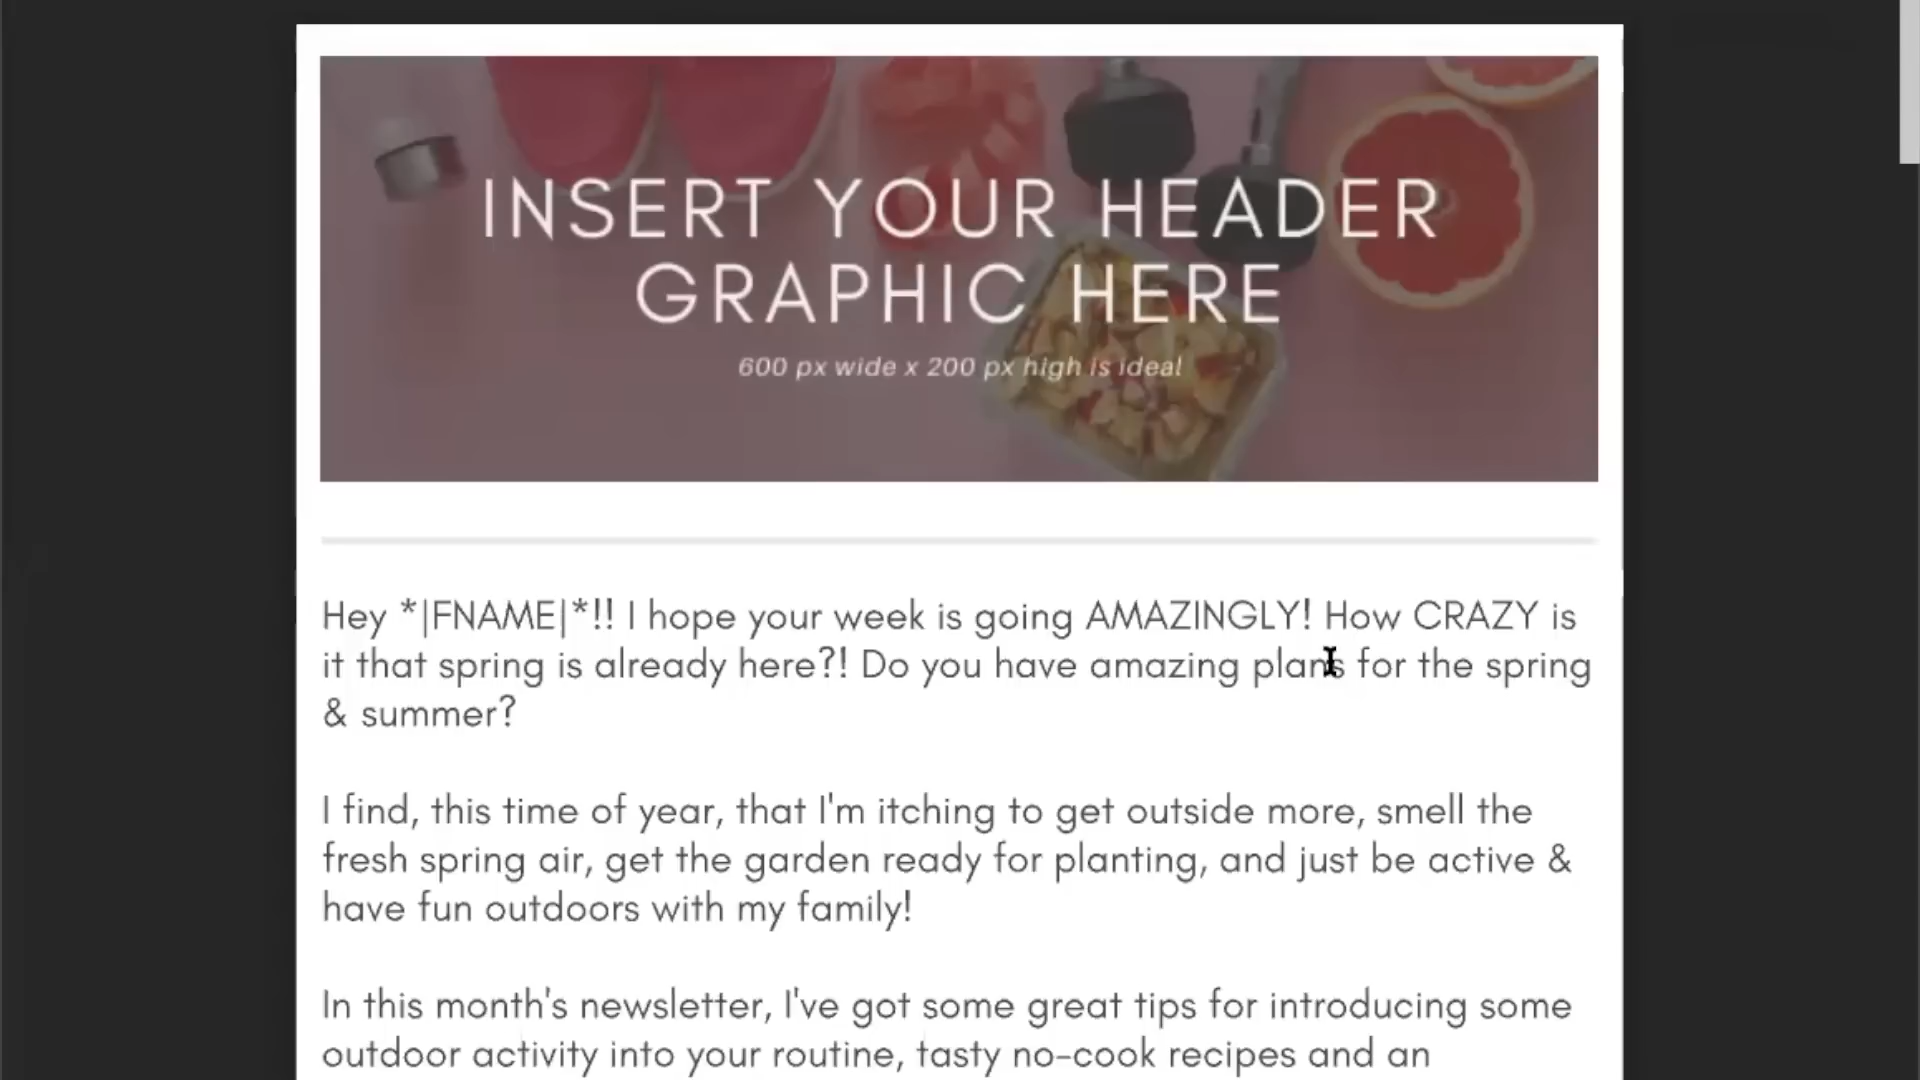 INSERT YOUR HEADER
GRAPHIC HERE
600 px wide x 200 px high is ideal
Hey *|FNAME|*!! I hope your week is going AMAZINGLY! How CRAZY is
it that spring is already here?! Do you have amazing plans for the spring
& summer?
I find, this time of year, that I'm itching to get outside more, smell the
fresh spring air, get the garden ready for planting, and just be active &
have fun outdoors with my family!
In this month's newsletter, I've got some great tips for introducing some
outdoor activity into your routine, tasty no-cook recipes and an